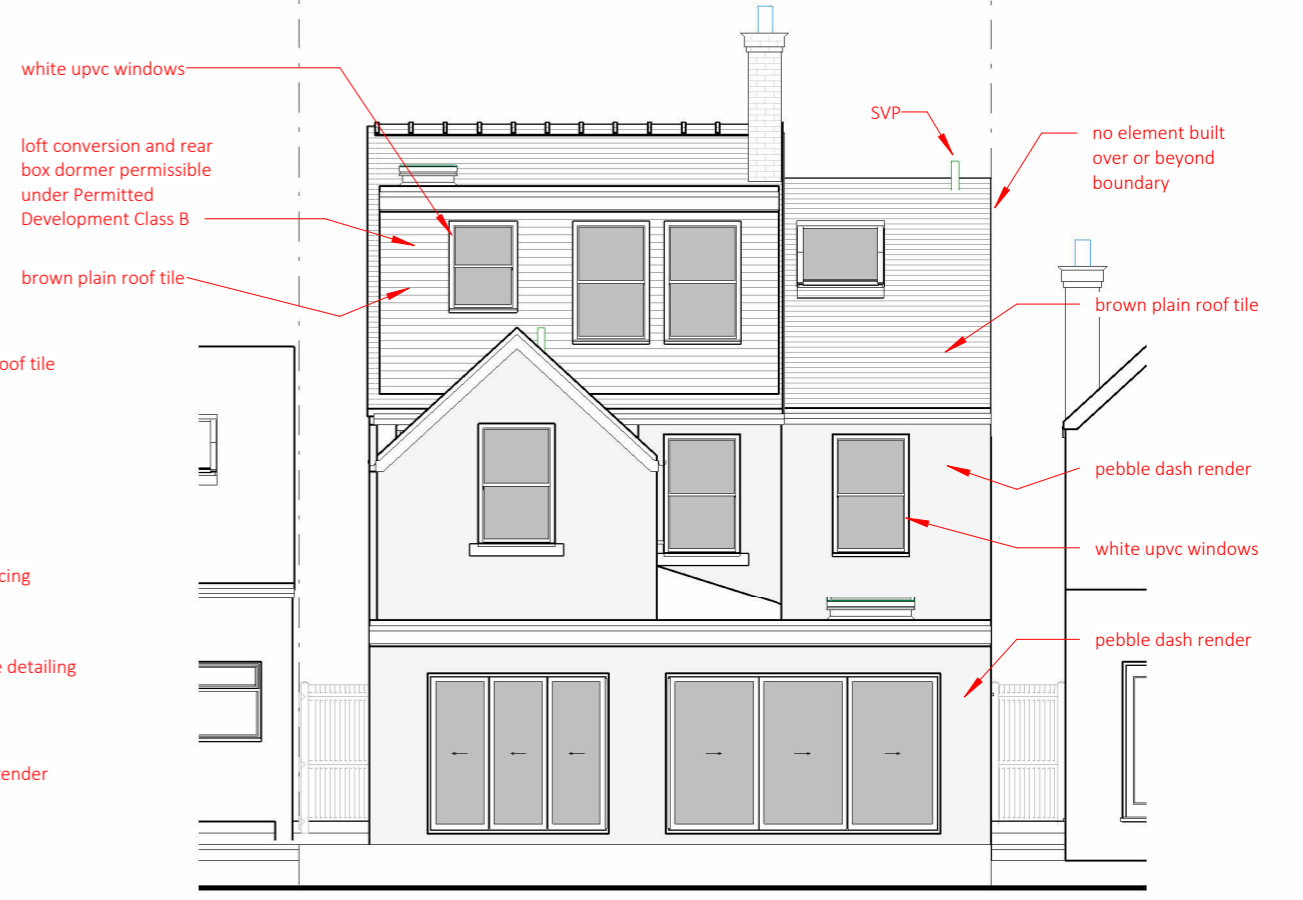 white upvc windows
loft conversion and rear
box dormer permissible
under Permitted
Development Class B
brown plain roof tile
roof tile
detailing
render
SVP
no element built
over or beyond
boundary
brown plain roof tile
pebble dash render
white upvc windows
pebble dash render